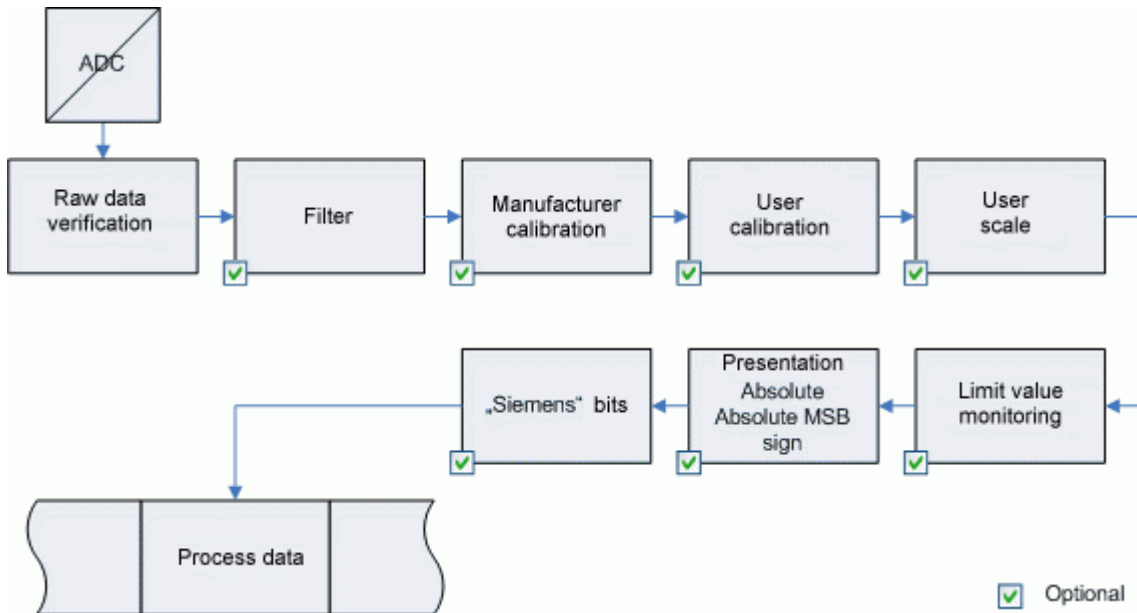 ADC
Raw data
verification
Filter
Manufacturer
calibration
User
calibration
User
scale
Limit value
monitoring
Presentation
Absolute
Absolute MSB
sign
„Siemens“ bits
Process data
Optional